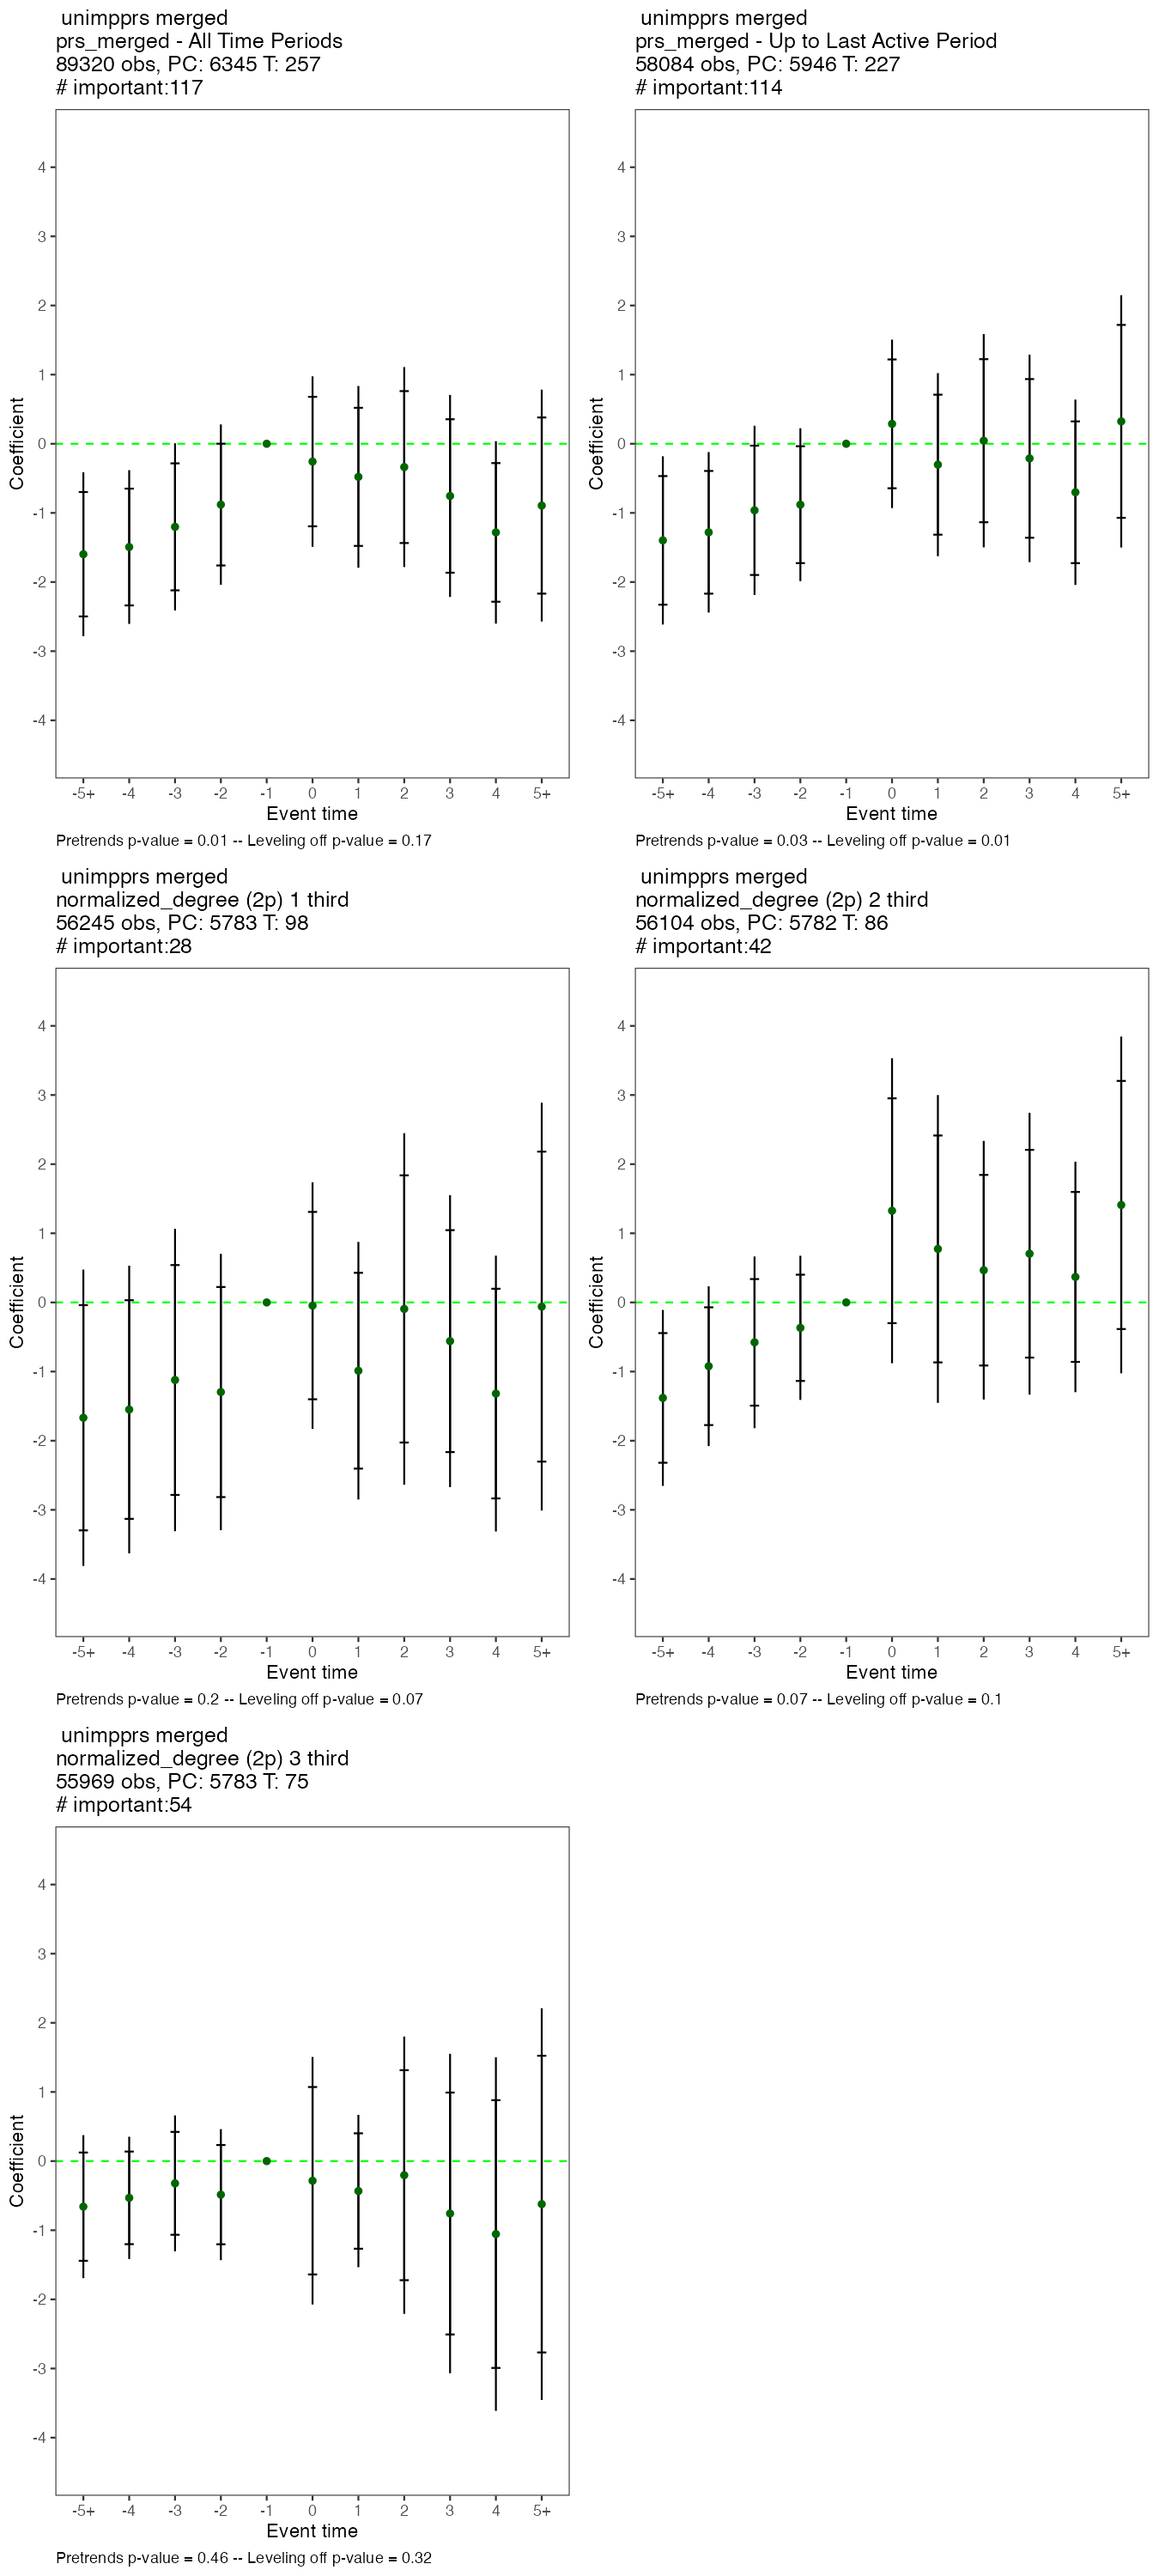 unimpprs merged
prs_merged - All Time Periods
89320 obs, PC: 6345 T: 257
# important:117
4
3
2
1
0
-1
-2
-3
-4
Coefficient
-5+ -4 -3 -2 -1 0 1 2 3 4 5+
Event time
Pretrends p-value = 0.01 -- Leveling off p-value = 0.17
unimpprs merged
prs_merged - Up to Last Active Period
58084 obs, PC: 5946 T: 227
# important:114
4
3
2
1
0
-1
-2
-3
-4
Coefficient
-5+ -4 -3 -2 -1 0 1 2 3 4 5+
Event time
Pretrends p-value = 0.03 -- Leveling off p-value = 0.01
unimpprs merged
normalized_degree (2p) 1 third
56245 obs, PC: 5783 T: 98
# important:28
4
3
2
1
0
-1
-2
-3
-4
Coefficient
-5+ -4 -3 -2 -1 0 1 2 3 4 5+
Event time
Pretrends p-value = 0.2 -- Leveling off p-value = 0.07
unimpprs merged
normalized_degree (2p) 2 third
56104 obs, PC: 5782 T: 86
# important:42
4
3
2
1
0
-1
-2
-3
-4
Coefficient
-5+ -4 -3 -2 -1 0 1 2 3 4 5+
Event time
Pretrends p-value = 0.07 -- Leveling off p-value = 0.1
unimpprs merged
normalized_degree (2p) 3 third
55969 obs, PC: 5783 T: 75
# important:54
4
3
2
1
0
-1
-2
-3
-4
Coefficient
-5+ -4 -3 -2 -1 0 1 2 3 4 5+
Event time
Pretrends p-value = 0.46 -- Leveling off p-value = 0.32